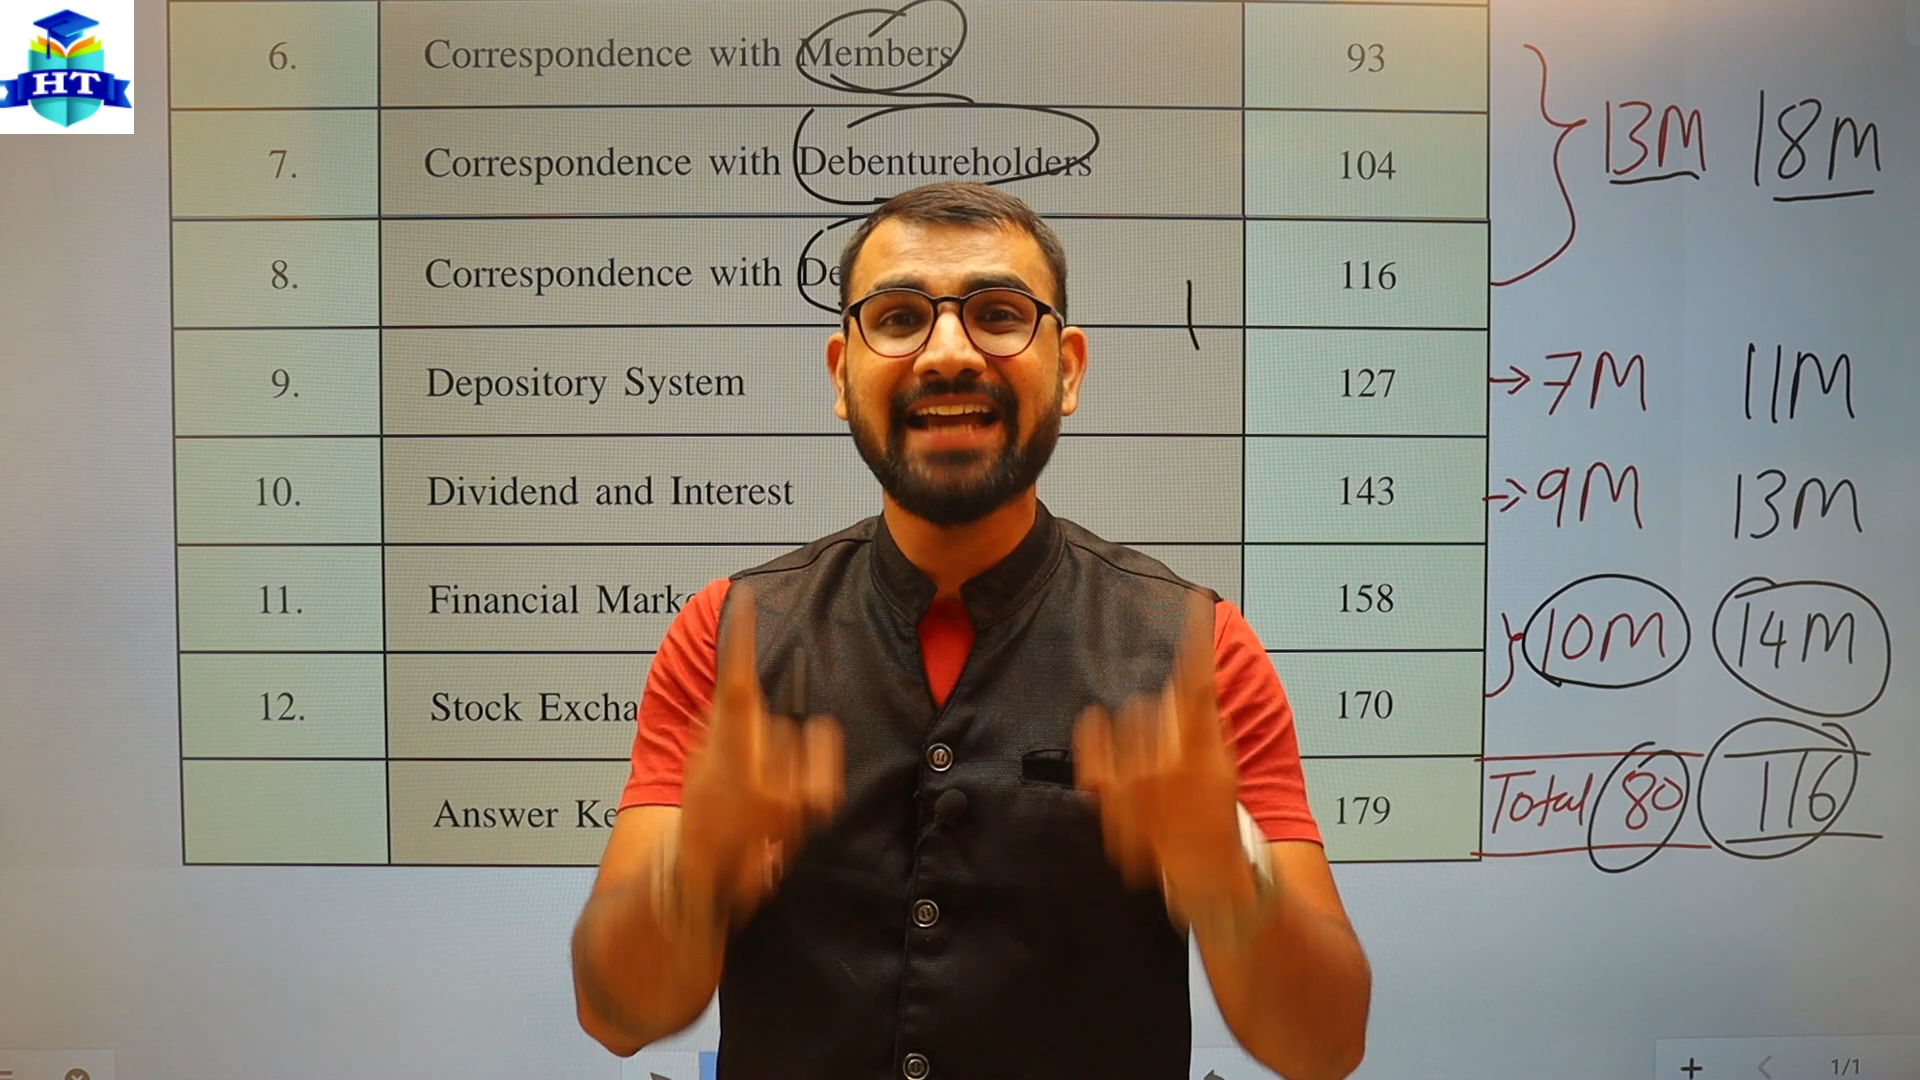 HT
6. Correspondence with Members 93
13M 18M
7. Correspondence with Debentureholders 104
8. Correspondence with De 116
9. Depository System 127 → 7M 11M
10. Dividend and Interest 143 → 9M 13M
11. Financial Mark 158
10M 14M
12. Stock Excha 170
Answer Ke 179 Total 80 116
1/1